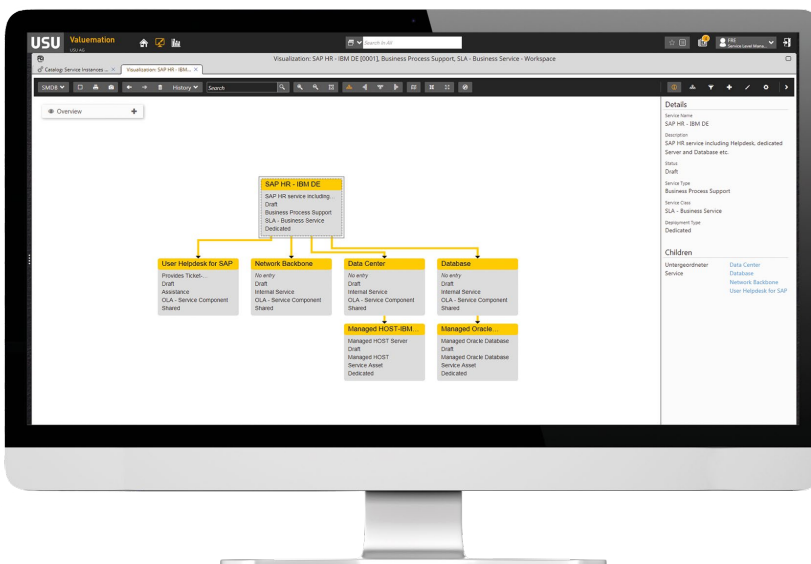 USU
Valuemation
USU AG
Search in All
FRE
Service Level Mana...
Visualization: SAP HR - IBM DE [0001], Business Process Support, SLA - Business Service - Workspace
Catalog: Service Instances ... ×
Visualization: SAP HR - IBM... ×
SMDB
History
Search
Overview
SAP HR - IBM DE
SAP HR service including...
Draft
Business Process Support
SLA - Business Service
Dedicated
User Helpdesk for SAP
Provides Ticket-...
Draft
Assistance
OLA - Service Component
Shared
Network Backbone
No entry
Draft
Internal Service
OLA - Service Component
Shared
Data Center
No entry
Draft
Internal Service
OLA - Service Component
Shared
Database
No entry
Draft
Internal Service
OLA - Service Component
Shared
Managed HOST-IBM...
Managed HOST Server
Draft
Managed HOST
Service Asset
Dedicated
Managed Oracle...
Managed Oracle Database
Draft
Managed Oracle Database
Service Asset
Dedicated
Details
Service Name
SAP HR - IBM DE
Description
SAP HR service including Helpdesk, dedicated
Server and Database etc.
Status
Draft
Service Type
Business Process Support
Service Class
SLA - Business Service
Deployment Type
Dedicated
Children
Untergeordneter Data Center
Service Database
Network Backbone
User Helpdesk for SAP